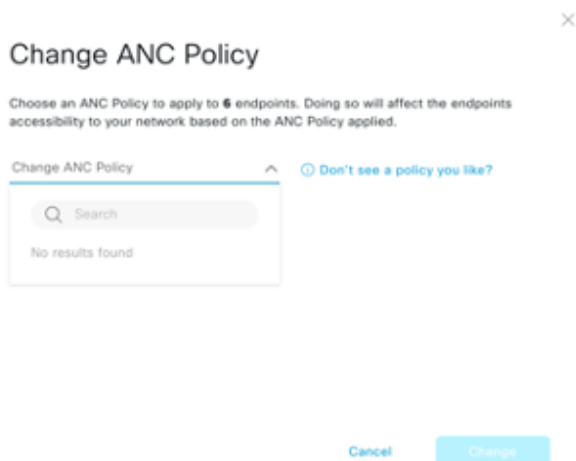 Change ANC Policy
Choose an ANC Policy to apply to 6 endpoints. Doing so will affect the endpoints
accessibility to your network based on the ANC Policy applied.
Change ANC Policy
Don't see a policy you like?
Search
No results found
Cancel
Change